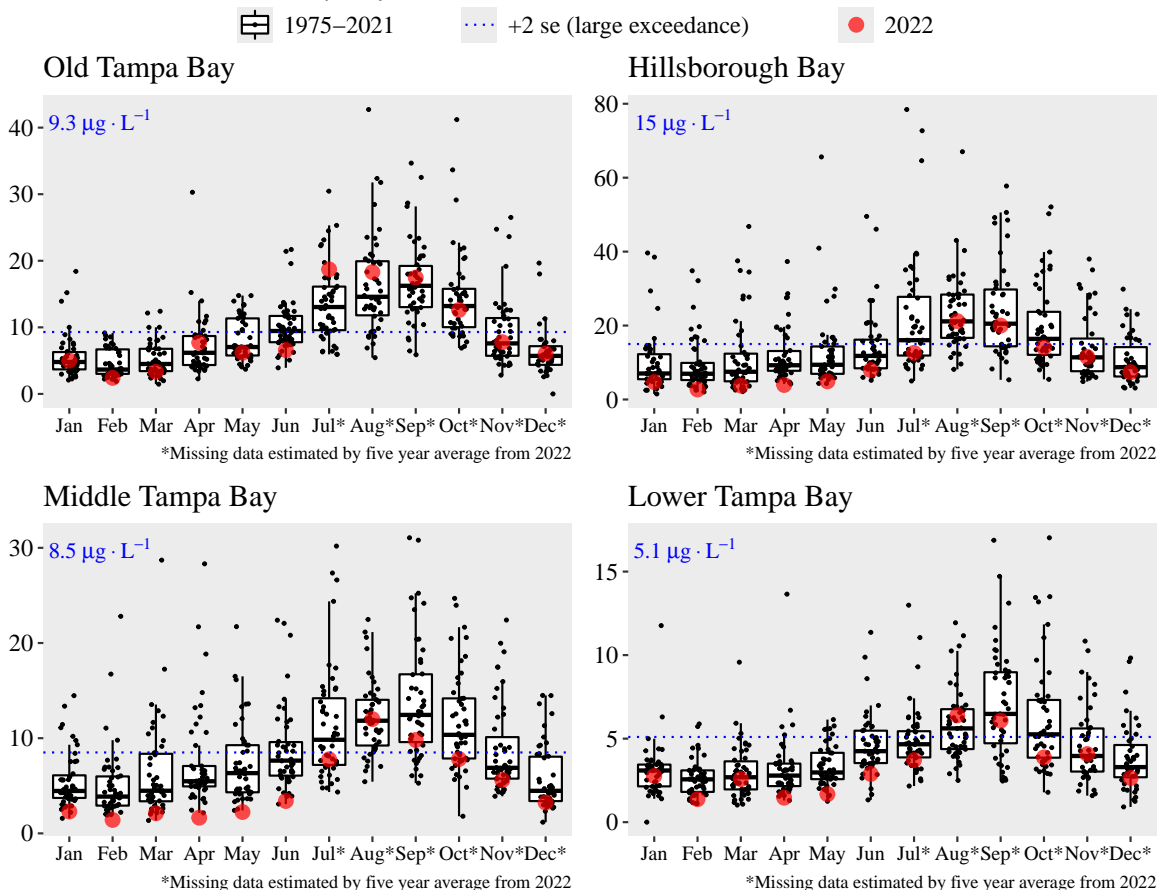 1975–2021 +2 se (large exceedance) 2022
Old Tampa Bay
9.3 μg · L⁻¹
40
30
20
10
0
Jan Feb Mar Apr May Jun Jul* Aug* Sep* Oct* Nov* Dec*
*Missing data estimated by five year average from 2022
Hillsborough Bay
15 μg · L⁻¹
80
60
40
20
0
Jan Feb Mar Apr May Jun Jul* Aug* Sep* Oct* Nov* Dec*
*Missing data estimated by five year average from 2022
Middle Tampa Bay
8.5 μg · L⁻¹
30
20
10
0
Jan Feb Mar Apr May Jun Jul* Aug* Sep* Oct* Nov* Dec*
*Missing data estimated by five year average from 2022
Lower Tampa Bay
5.1 μg · L⁻¹
15
10
5
0
Jan Feb Mar Apr May Jun Jul* Aug* Sep* Oct* Nov* Dec*
*Missing data estimated by five year average from 2022